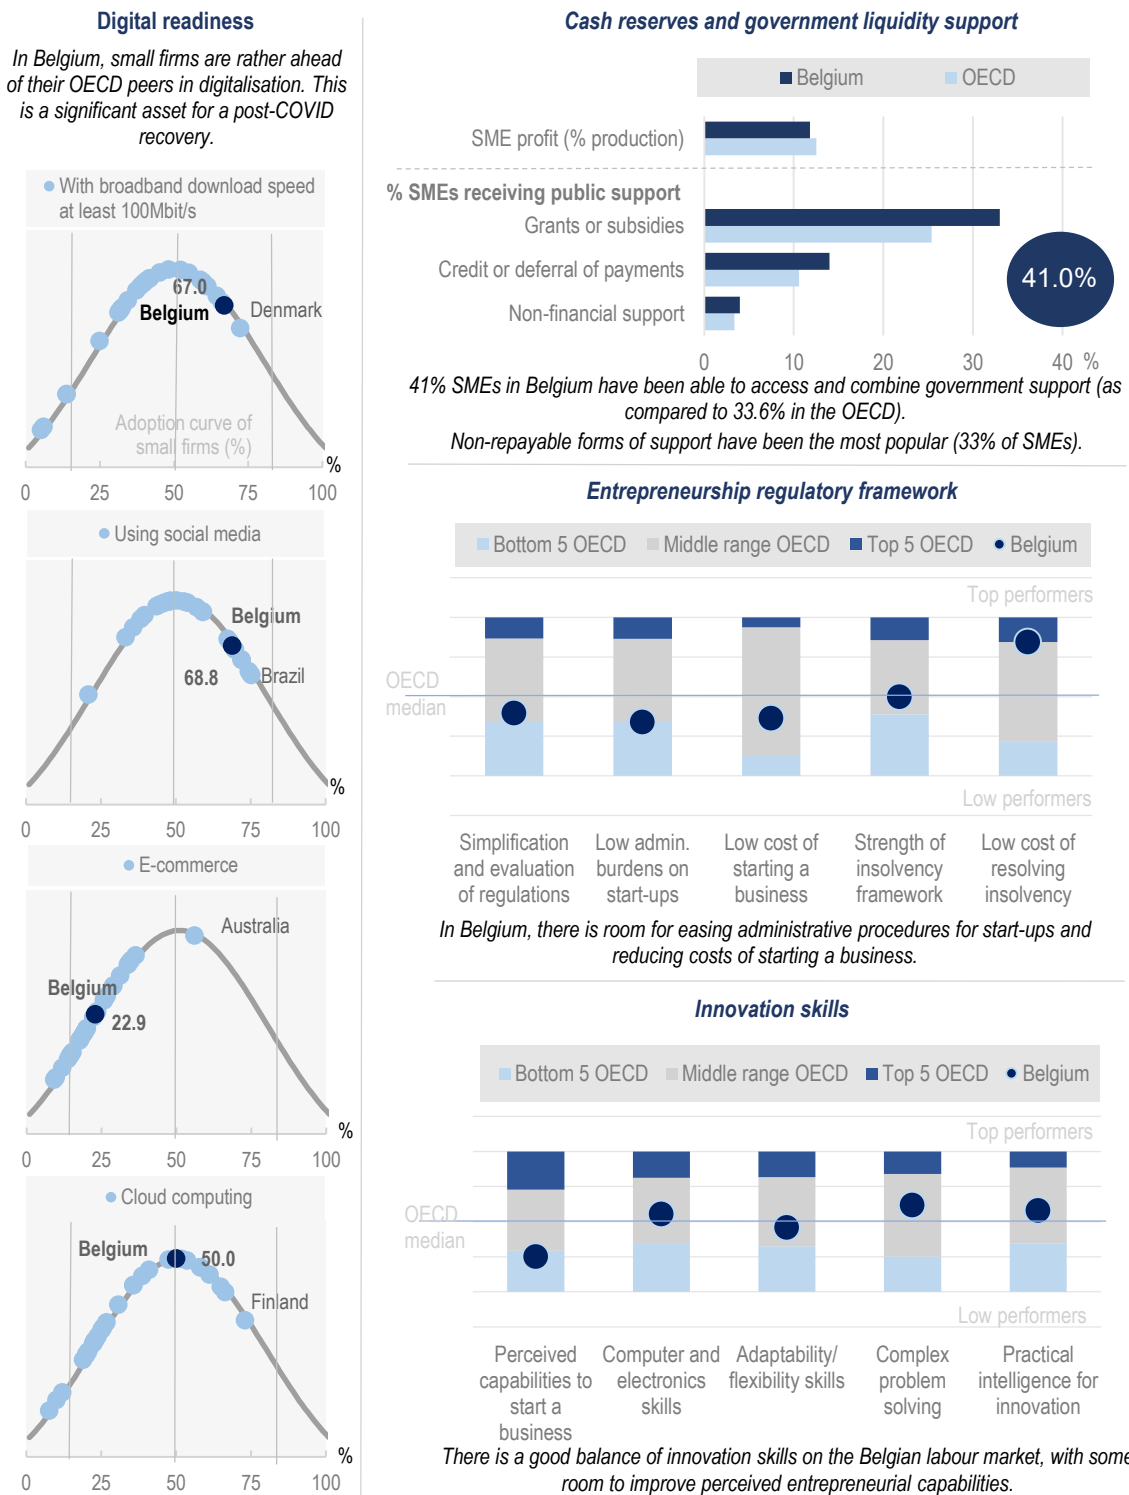 Digital readiness
In Belgium, small firms are rather ahead
of their OECD peers in digitalisation. This
is a significant asset for a post-COVID
recovery.
With broadband download speed
at least 100Mbit/s
67.0
Belgium
Denmark
Adoption curve of
small firms (%)
%
0 25 50 75 100
Using social media
Belgium
68.8
Brazil
%
0 25 50 75 100
E-commerce
Australia
Belgium
22.9
%
0 25 50 75 100
Cloud computing
Belgium
50.0
Finland
%
0 25 50 75 100
Cash reserves and government liquidity support
Belgium OECD
SME profit (% production)
% SMEs receiving public support
Grants or subsidies
Credit or deferral of payments
Non-financial support
41.0%
0 10 20 30 40 %
41% SMEs in Belgium have been able to access and combine government support (as
compared to 33.6% in the OECD).
Non-repayable forms of support have been the most popular (33% of SMEs).
Entrepreneurship regulatory framework
Bottom 5 OECD Middle range OECD Top 5 OECD Belgium
Top performers
OECD
median
Low performers
Simplification
and evaluation
of regulations
Low admin.
burdens on
start-ups
Low cost of
starting a
business
Strength of
insolvency
framework
Low cost of
resolving
insolvency
In Belgium, there is room for easing administrative procedures for start-ups and
reducing costs of starting a business.
Innovation skills
Bottom 5 OECD Middle range OECD Top 5 OECD Belgium
Top performers
OECD
median
Low performers
Perceived
capabilities to
start a
business
Computer and
electronics
skills
Adaptability/
flexibility skills
Complex
problem
solving
Practical
intelligence for
innovation
There is a good balance of innovation skills on the Belgian labour market, with some
room to improve perceived entrepreneurial capabilities.